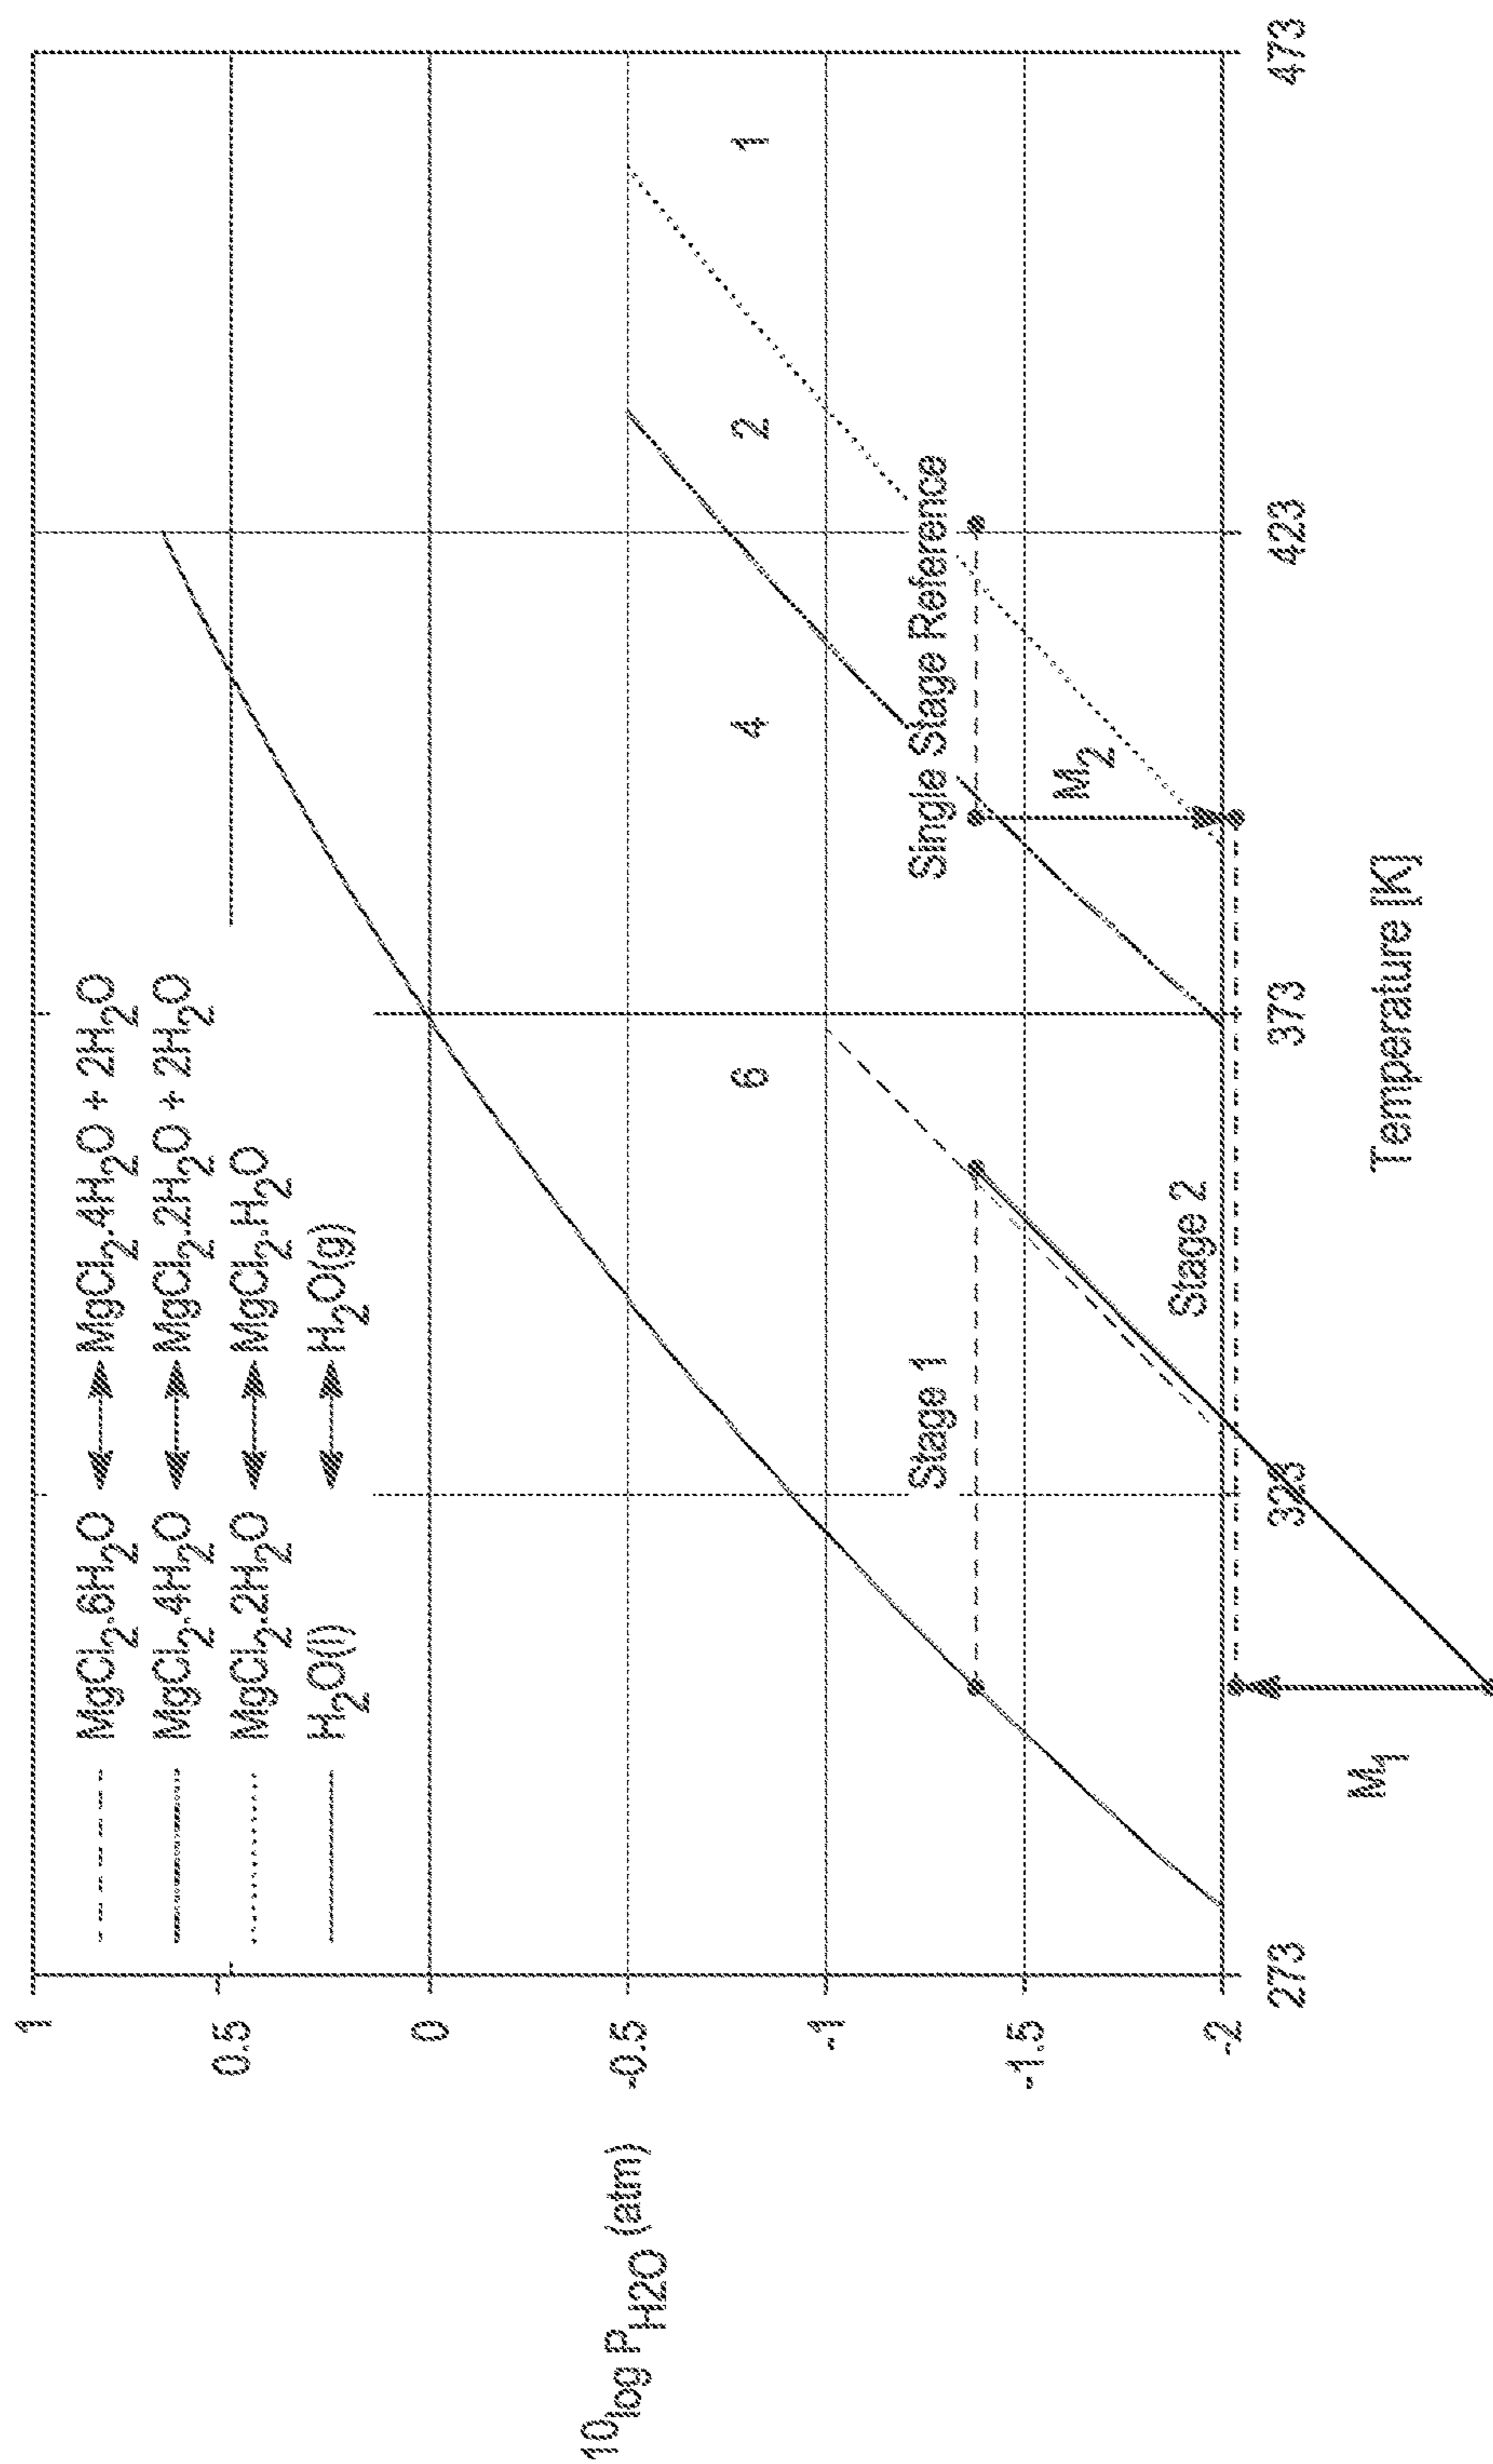 MgCl2.6H2O ⟷ MgCl2.4H2O + 2H2O
MgCl2.4H2O ⟷ MgCl2.2H2O + 2H2O
MgCl2.2H2O ⟷ MgCl2.H2O
H2O(l) ⟷ H2O(g)
1
0.5
0
-0.5
-1
-1.5
-2
10log PH2O (atm)
6
4
2
1
Stage 1
Single Stage Reference
Stage 2
M2
M1
273
323
373
423
473
Temperature [K]